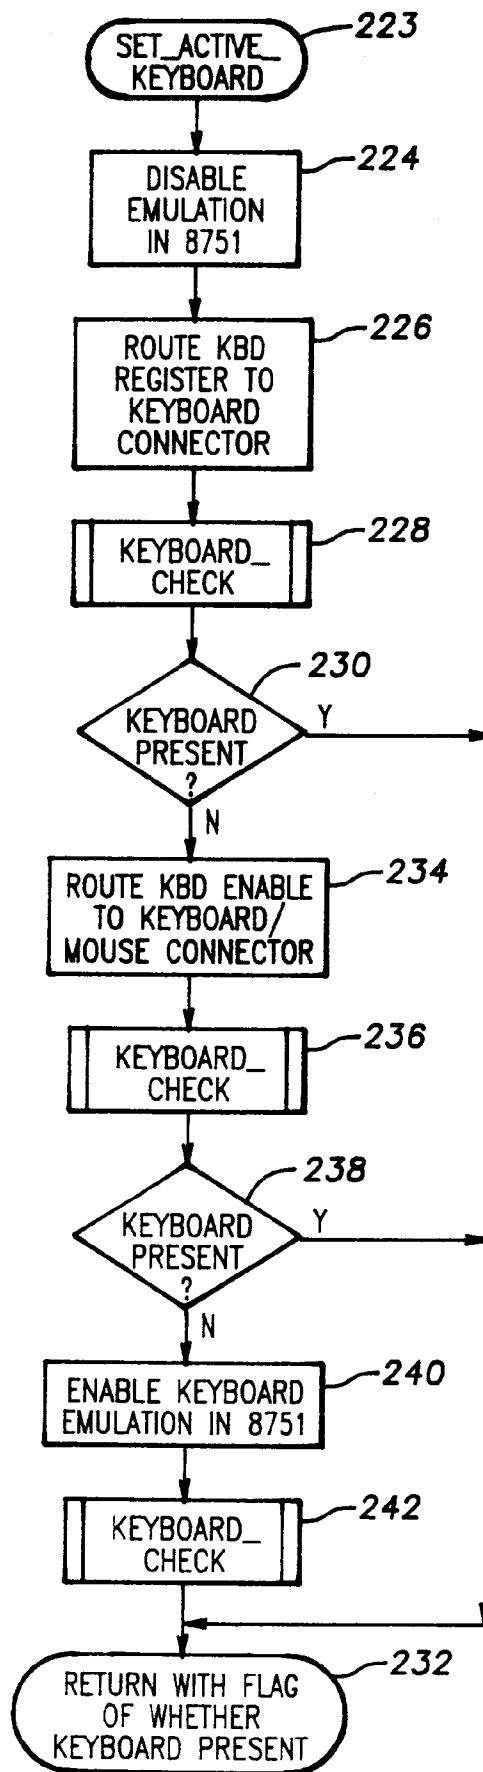 223
SET_ACTIVE_
KEYBOARD
224
DISABLE
EMULATION
IN 8751
226
ROUTE KBD
REGISTER TO
KEYBOARD
CONNECTOR
228
KEYBOARD_
CHECK
230
KEYBOARD
PRESENT
?
Y
N
234
ROUTE KBD ENABLE
TO KEYBOARD/
MOUSE CONNECTOR
236
KEYBOARD_
CHECK
238
KEYBOARD
PRESENT
?
Y
N
240
ENABLE KEYBOARD
EMULATION IN 8751
242
KEYBOARD_
CHECK
232
RETURN WITH FLAG
OF WHETHER
KEYBOARD PRESENT